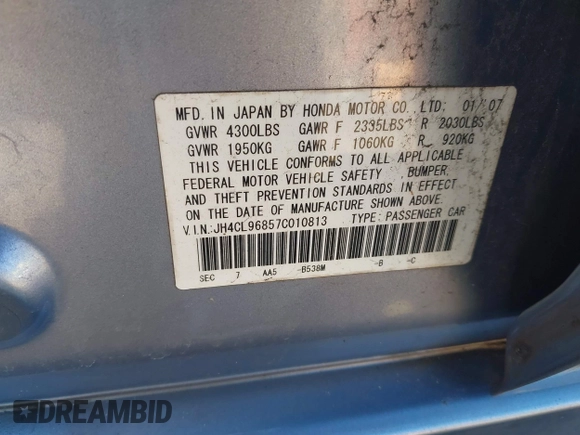 MFD. IN JAPAN BY HONDA MOTOR CO., LTD; 01/'07
GVWR 4300LBS GAWR F 2335LBS R 2030LBS
GVWR 1950KG GAWR F 1060KG R 920KG
THIS VEHICLE CONFORMS TO ALL APPLICABLE
FEDERAL MOTOR VEHICLE SAFETY BUMPER,
AND THEFT PREVENTION STANDARDS IN EFFECT
ON THE DATE OF MANUFACTURE SHOWN ABOVE.
V.I.N.:JH4CL96857C010813 TYPE: PASSENGER CAR
SEC 7 AA5 -B538M -B -C
DREAMBID